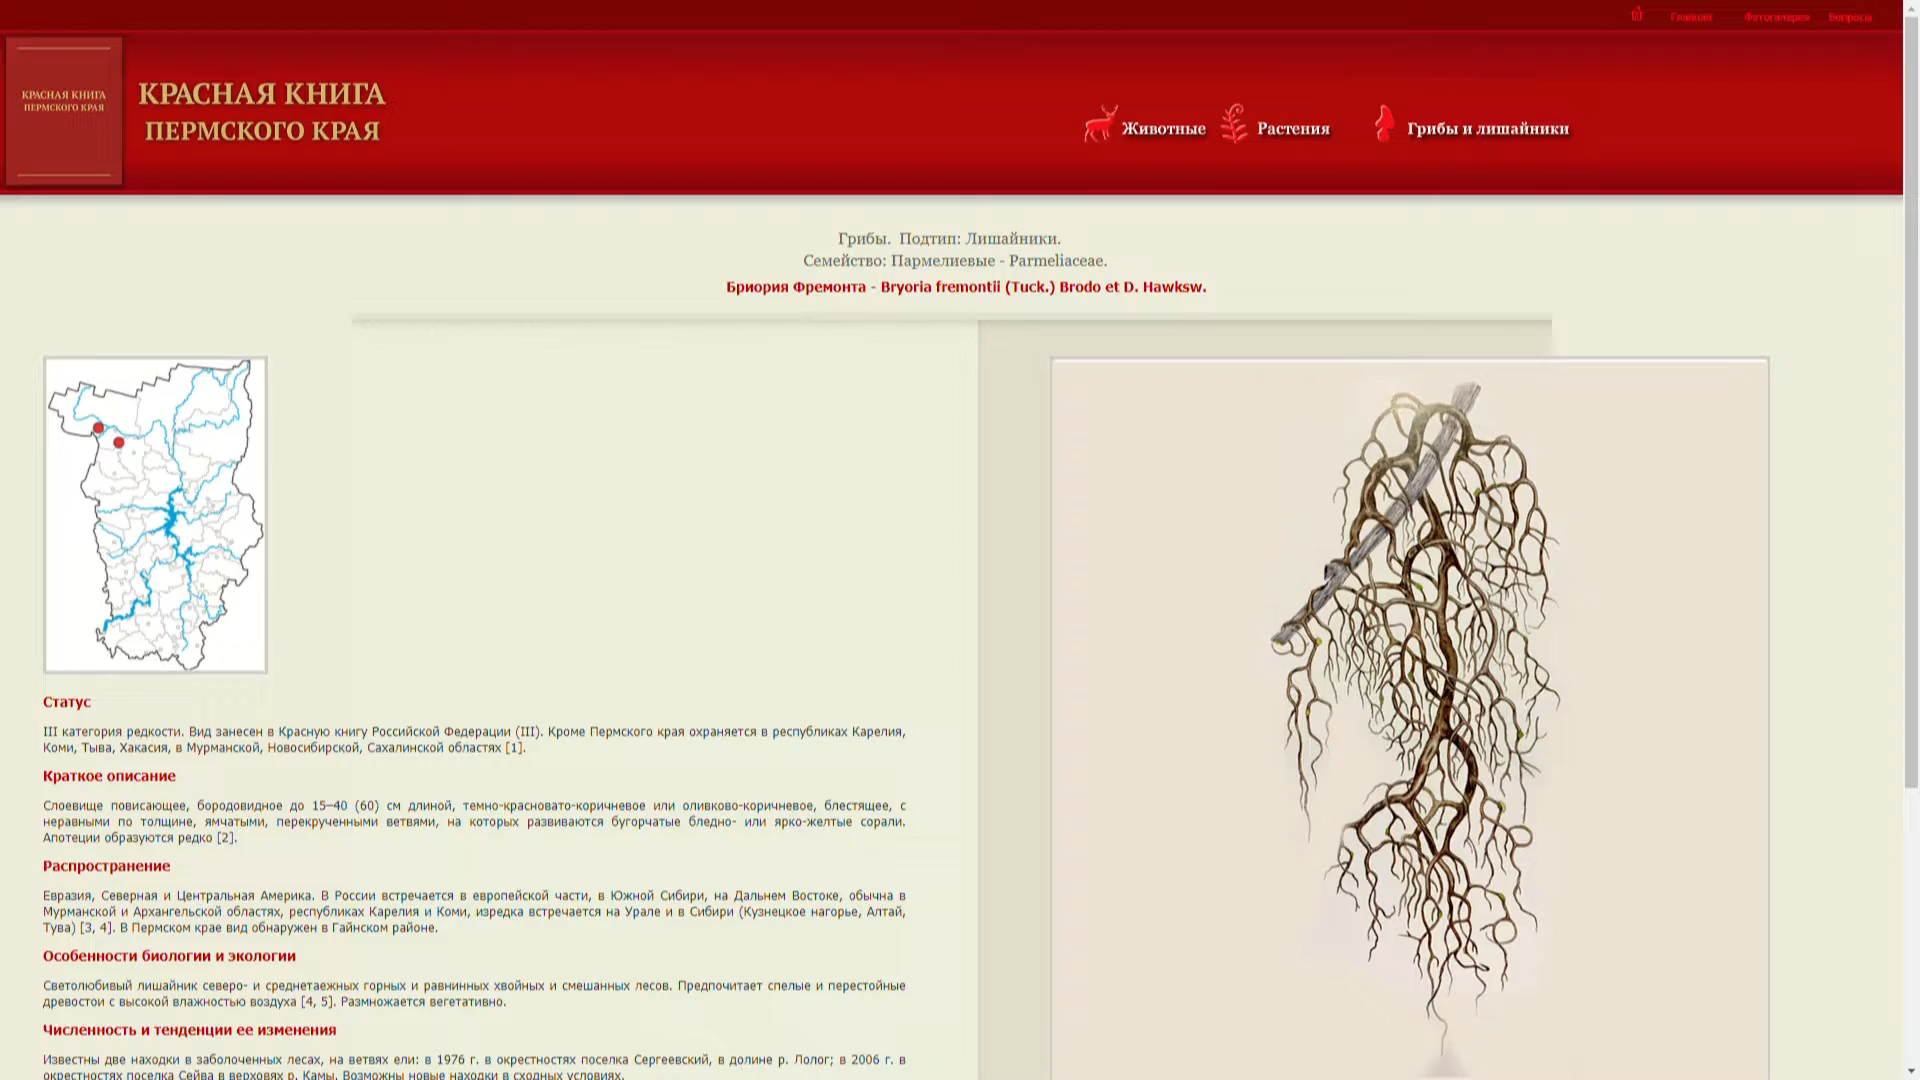 Главная Фотогалерея Вопросы
КРАСНАЯ КНИГА
ПЕРМСКОГО КРАЯ
КРАСНАЯ КНИГА
ПЕРМСКОГО КРАЯ
Животные Растения Грибы и лишайники
Грибы. Подтип: Лишайники.
Семейство: Пармелиевые - Parmeliaceae.
Бриория Фремонта - Bryoria fremontii (Tuck.) Brodo et D. Hawksw.
Статус
III категория редкости. Вид занесен в Красную книгу Российской Федерации (III). Кроме Пермского края охраняется в республиках Карелия,
Коми, Тыва, Хакасия, в Мурманской, Новосибирской, Сахалинской областях [1].
Краткое описание
Слоевище повисающее, бородовидное до 15—40 (60) см длиной, темно-красновато-коричневое или оливково-коричневое, блестящее, с
неравными по толщине, ямчатыми, перекрученными ветвями, на которых развиваются бугорчатые бледно- или ярко-желтые сорали.
Апотеции образуются редко [2].
Распространение
Евразия, Северная и Центральная Америка. В России встречается в европейской части, в Южной Сибири, на Дальнем Востоке, обычна в
Мурманской и Архангельской областях, республиках Карелия и Коми, изредка встречается на Урале и в Сибири (Кузнецкое нагорье, Алтай,
Тува) [3, 4]. В Пермском крае вид обнаружен в Гайнском районе.
Особенности биологии и экологии
Светолюбивый лишайник северо- и среднетаежных горных и равнинных хвойных и смешанных лесов. Предпочитает спелые и перестойные
древостои с высокой влажностью воздуха [4, 5]. Размножается вегетативно.
Численность и тенденции ее изменения
Известны две находки в заболоченных лесах, на ветвях ели: в 1976 г. в окрестностях поселка Сергеевский, в долине р. Лолог; в 2006 г. в
окрестностях поселка Сейва в верховях р. Камы. Возможны новые находки в сходных условиях.